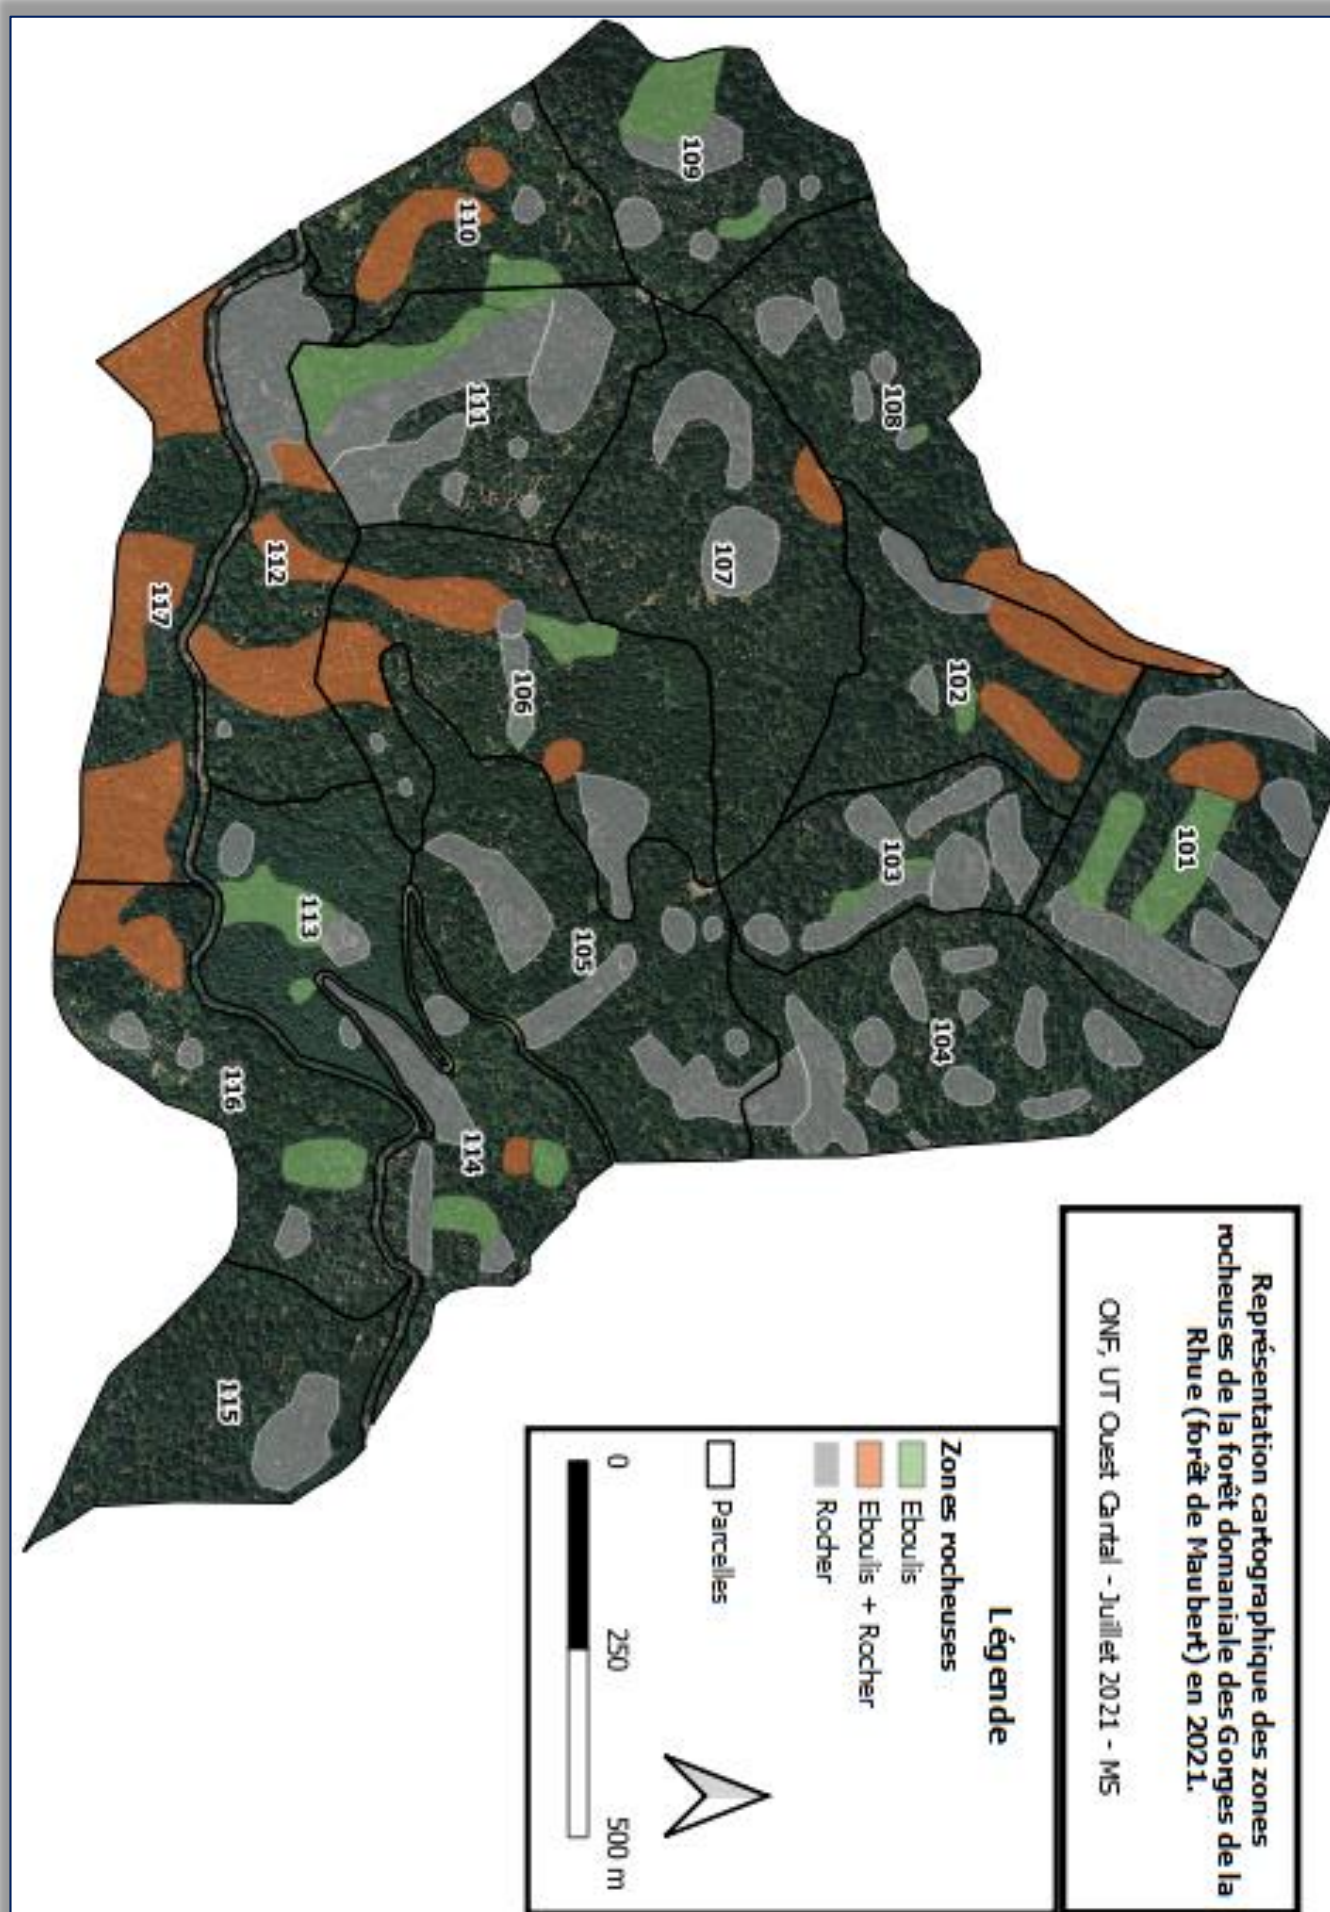 Représentation cartographique des zones
rocheuses de la forêt domaniale des Gorges de la
Rhue (forêt de Maubert) en 2021.
ONF, UT Ouest Cantal - Juillet 2021 - MS
Légende
Zones rocheuses
Eboulis
Eboulis + Rocher
Rocher
Parcelles
0 250 500 m
101
102
103
104
105
106
107
108
109
110
111
112
113
114
115
116
117